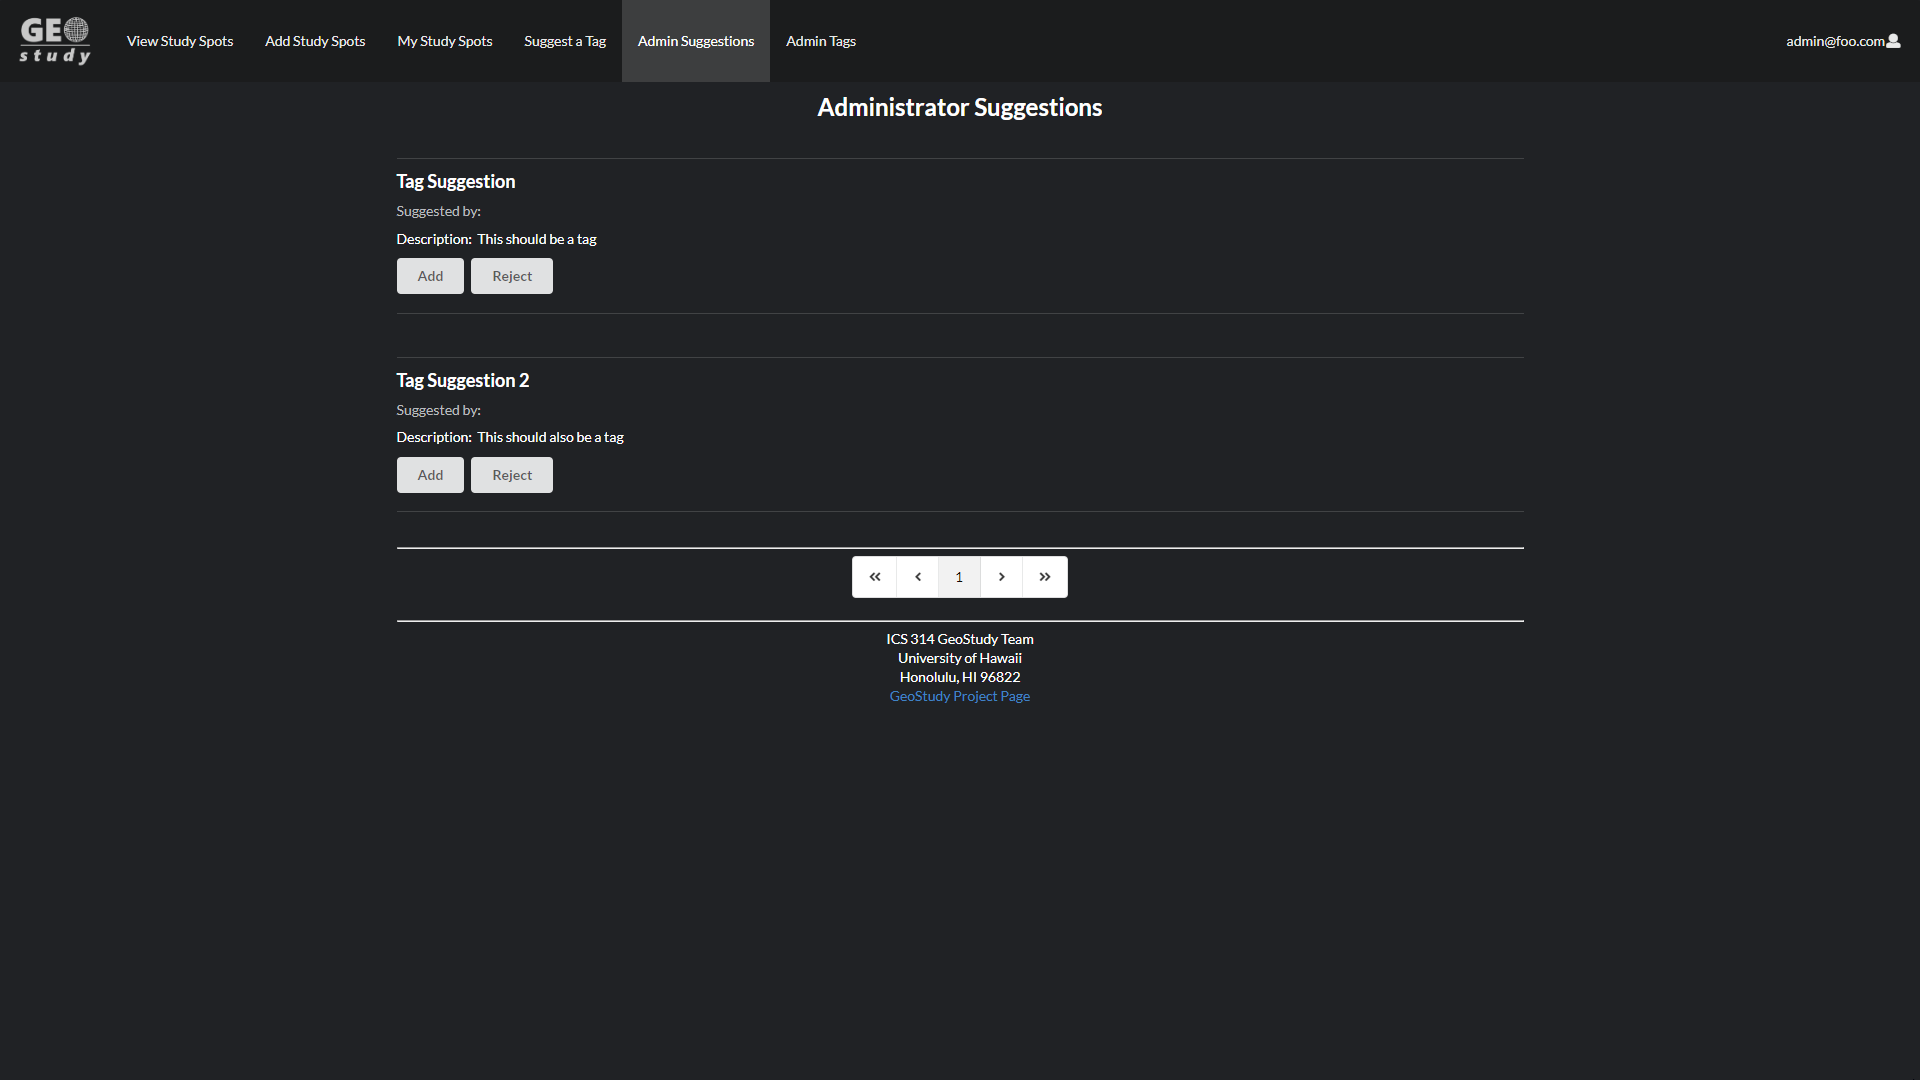 GEO
study
View Study Spots Add Study Spots My Study Spots Suggest a Tag Admin Suggestions Admin Tags admin@foo.com
Administrator Suggestions
Tag Suggestion
Suggested by:
Description: This should be a tag
Add Reject
Tag Suggestion 2
Suggested by:
Description: This should also be a tag
Add Reject
« ‹ 1 › »
ICS 314 GeoStudy Team
University of Hawaii
Honolulu, HI 96822
GeoStudy Project Page